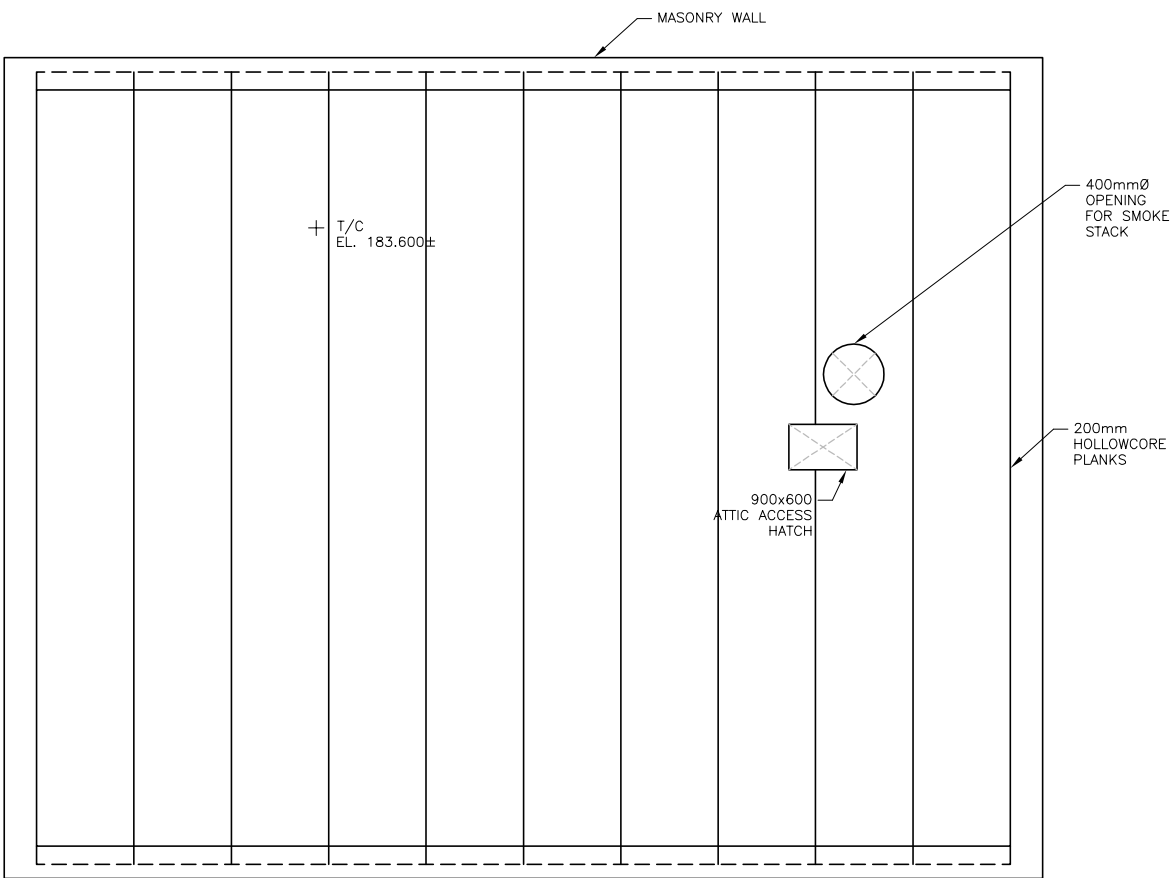 MASONRY WALL
T/C
EL. 183.600±
400mmØ
OPENING
FOR SMOKE
STACK
200mm
HOLLOWCORE
PLANKS
900x600
ATTIC ACCESS
HATCH